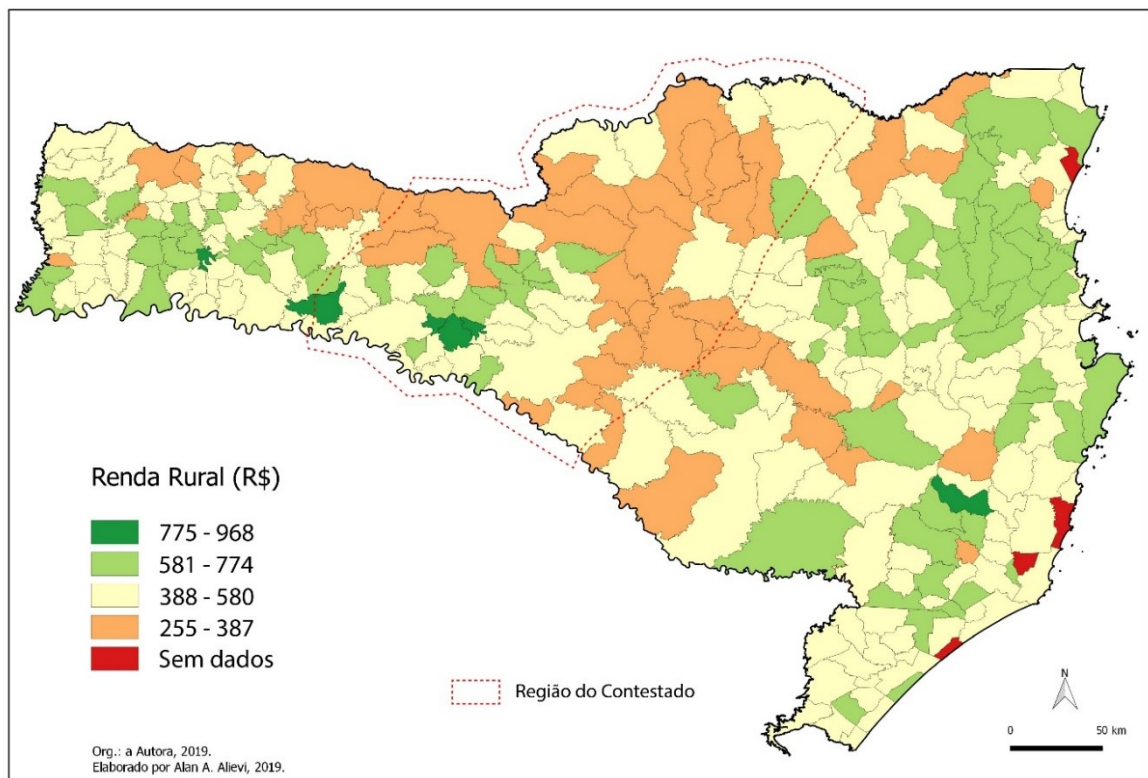 Renda Rural (R$)
775 - 968
581 - 774
388 - 580
255 - 387
Sem dados
Região do Contestado
N
0 50 km
Org.: a Autora, 2019.
Elaborado por Alan A. Alievi, 2019.